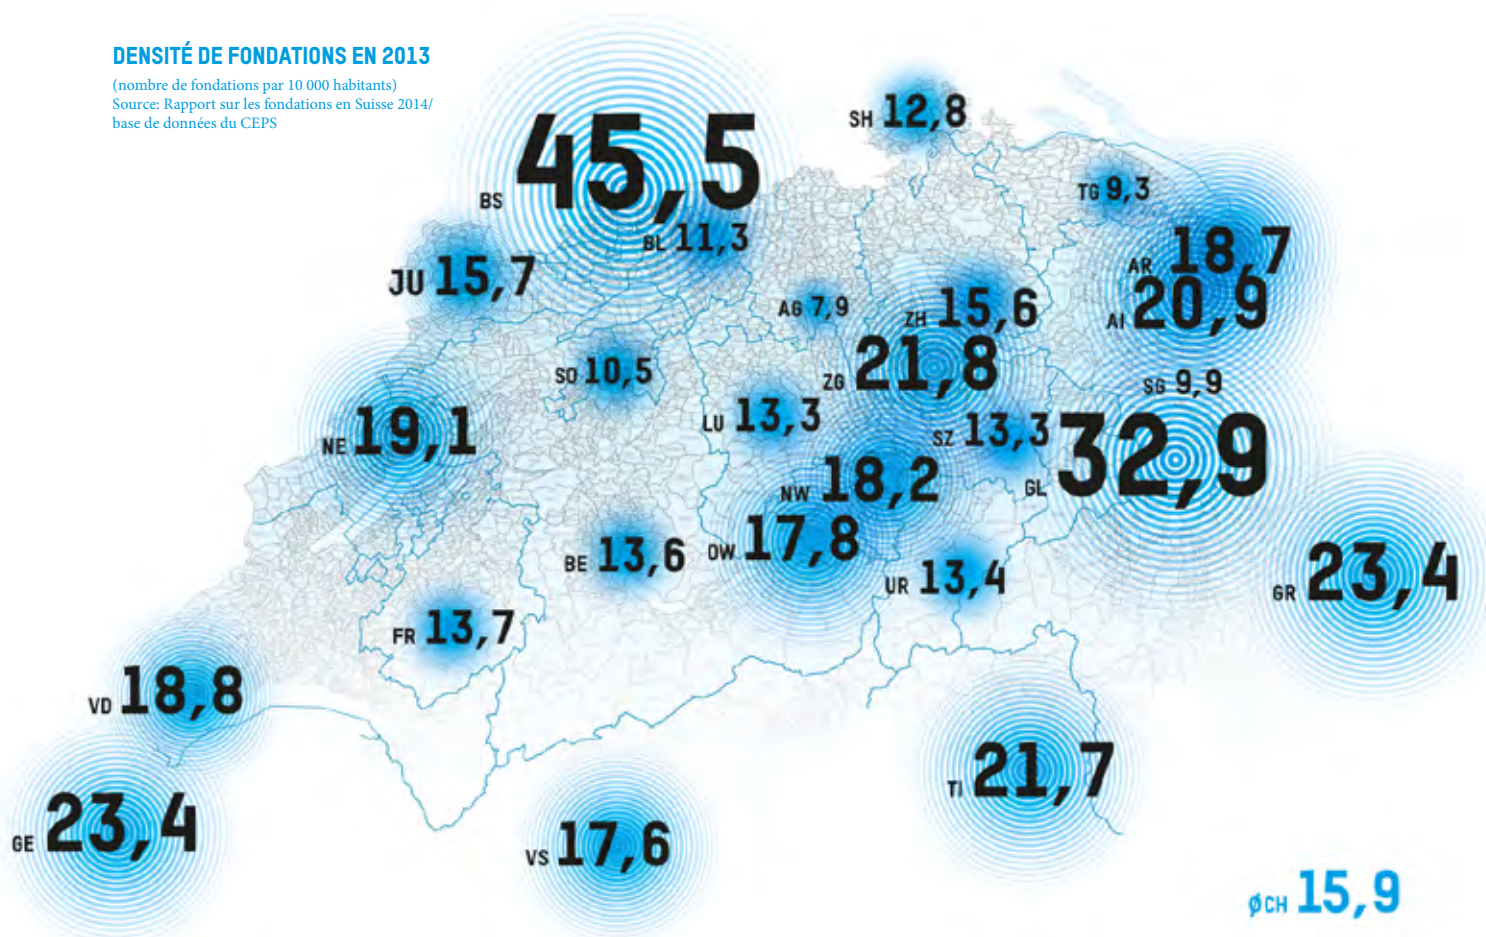 DENSITÉ DE FONDATIONS EN 2013
(nombre de fondations par 10 000 habitants)
Source: Rapport sur les fondations en Suisse 2014/
base de données du CEPS
BS 45,5
SH 12,8
TG 9,3
BL 11,3
JU 15,7
AR 18,7
AI 20,9
AG 7,9
ZH 15,6
SO 10,5
ZG 21,8
SG 9,9
NE 19,1
LU 13,3
SZ 13,3
GL 32,9
NW 18,2
BE 13,6
OW 17,8
UR 13,4
GR 23,4
FR 13,7
VD 18,8
TI 21,7
GE 23,4
VS 17,6
øCH 15,9